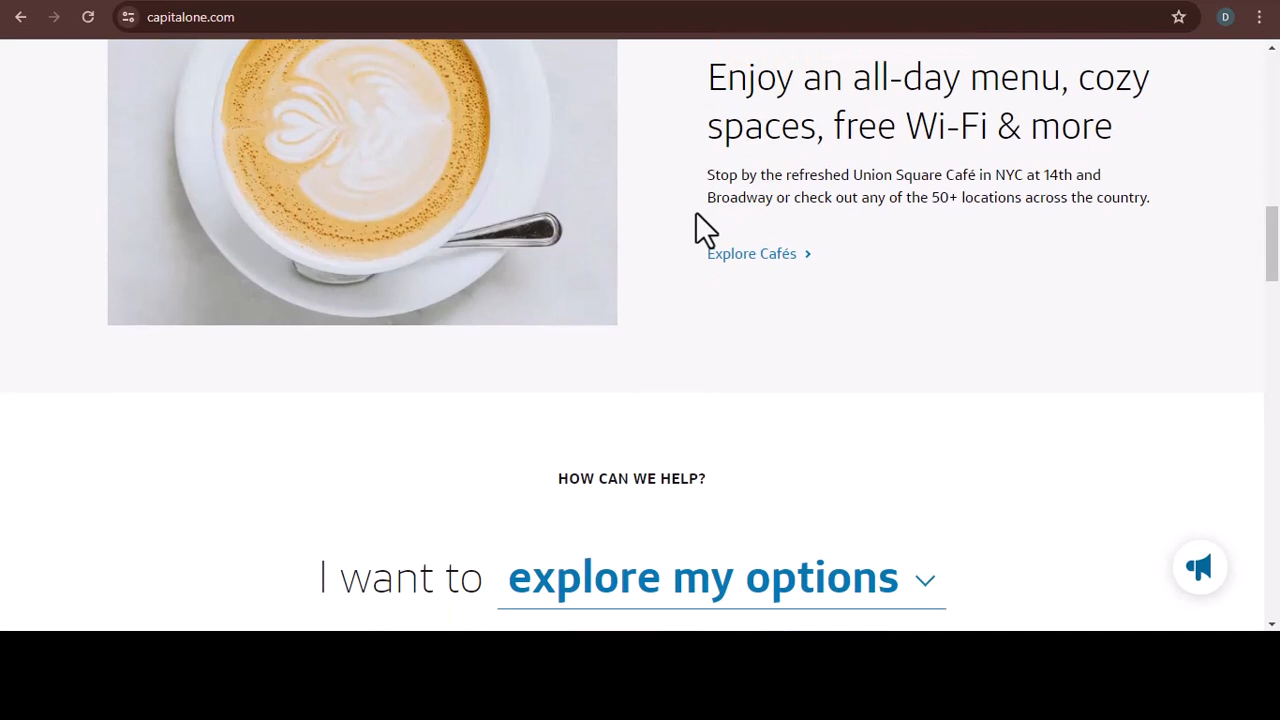 capitalone.com
D
Enjoy an all-day menu, cozy
spaces, free Wi-Fi & more
Stop by the refreshed Union Square Café in NYC at 14th and
Broadway or check out any of the 50+ locations across the country.
Explore Cafés
HOW CAN WE HELP?
I want to explore my options